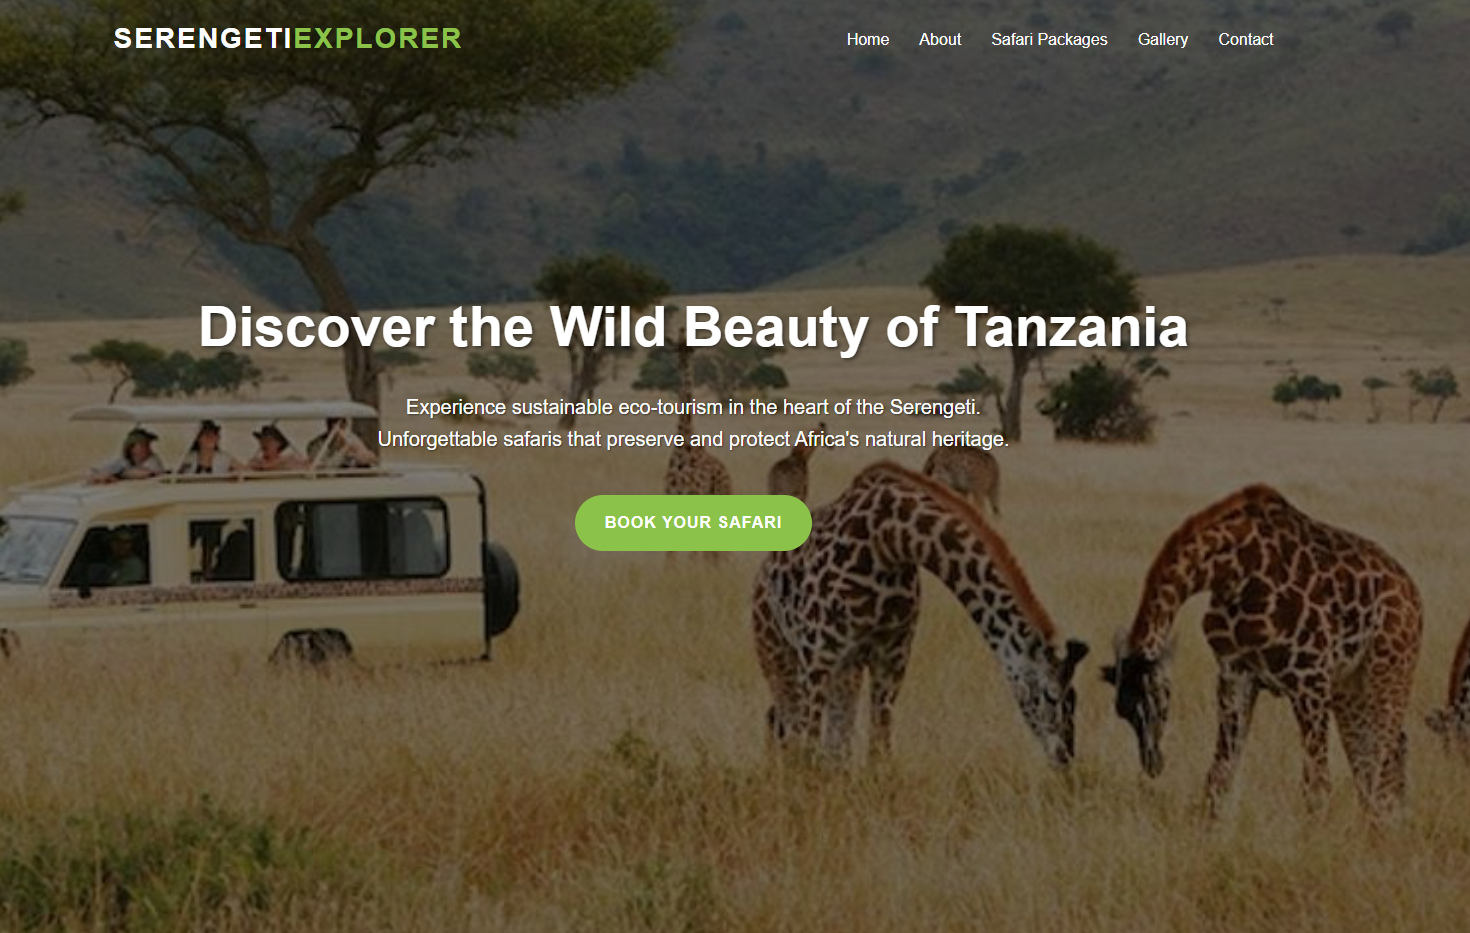 SERENGETIEXPLORER
Home About Safari Packages Gallery Contact
Discover the Wild Beauty of Tanzania
Experience sustainable eco-tourism in the heart of the Serengeti.
Unforgettable safaris that preserve and protect Africa's natural heritage.
BOOK YOUR SAFARI